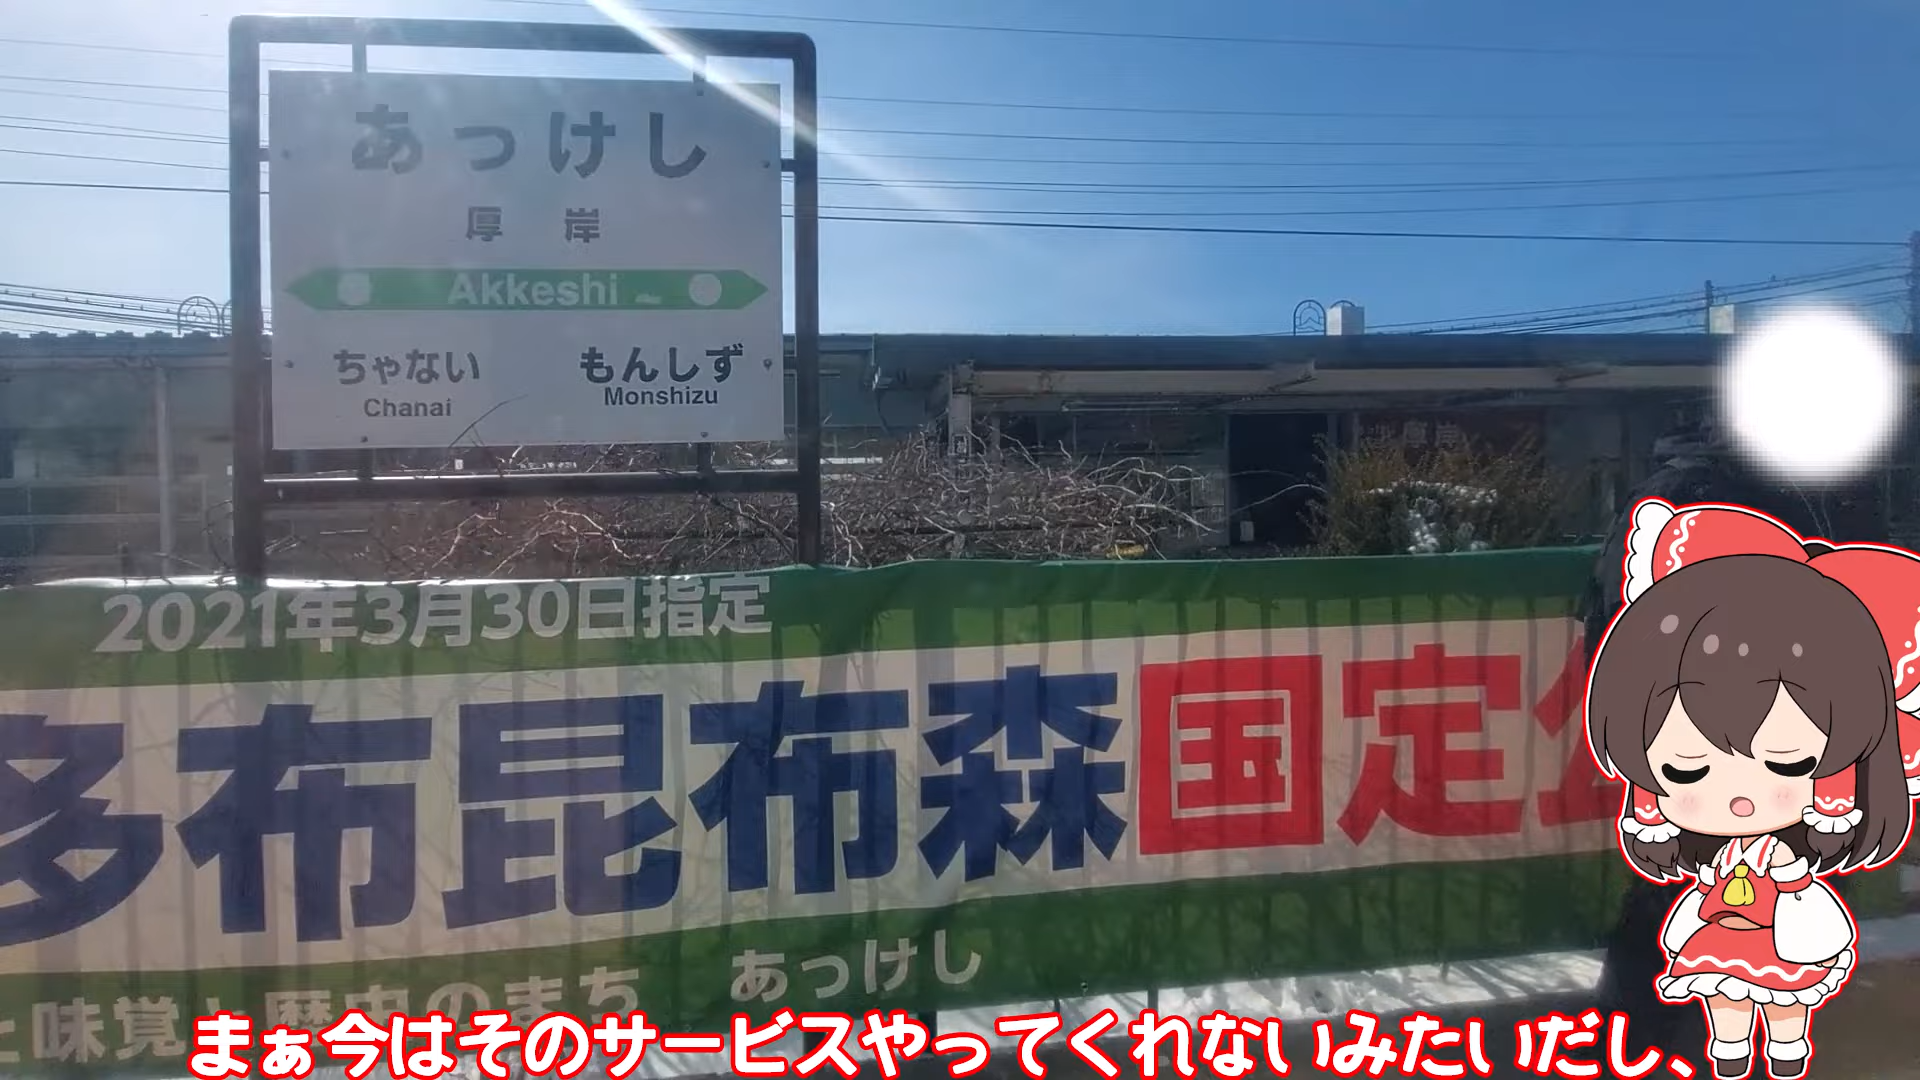 あっけし
厚岸
Akkeshi
ちゃない もんしず
Chanai Monshizu
2021年3月30日指定
多布昆布森国定公
と味覚と歴史のまち あっけし
まぁ今はそのサービスやってくれないみたいだし、